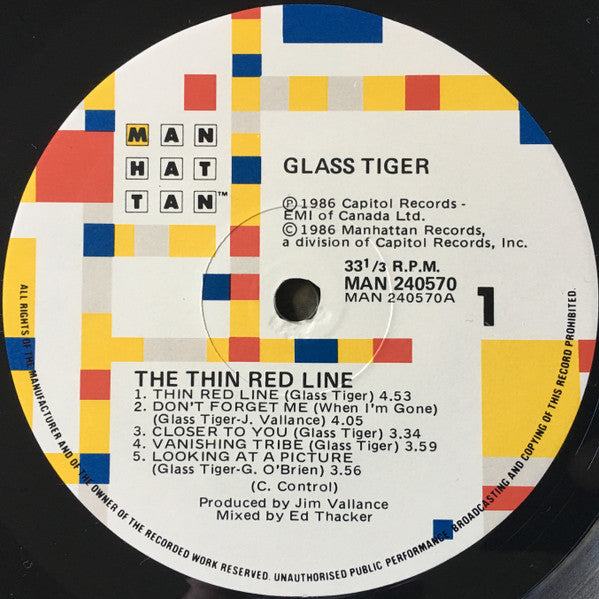 MAN
HAT
TAN™
GLASS TIGER
Ⓟ1986 Capitol Records -
EMI of Canada Ltd.
©1986 Manhattan Records,
a division of Capitol Records, Inc.
33 1/3 R.P.M.
MAN 240570
MAN 240570A
1
THE THIN RED LINE
1. THIN RED LINE (Glass Tiger) 4.53
2. DON'T FORGET ME (When I'm Gone)
(Glass Tiger-J. Vallance) 4.05
3. CLOSER TO YOU (Glass Tiger) 3.34
4. VANISHING TRIBE (Glass Tiger) 3.59
5. LOOKING AT A PICTURE
(Glass Tiger-G. O'Brien) 3.56
(C. Control)
Produced by Jim Vallance
Mixed by Ed Thacker
ALL RIGHTS OF THE MANUFACTURER AND OF THE OWNER OF THE RECORDED WORK RESERVED. UNAUTHORISED PUBLIC PERFORMANCE, BROADCASTING AND COPYING OF THIS RECORD PROHIBITED.